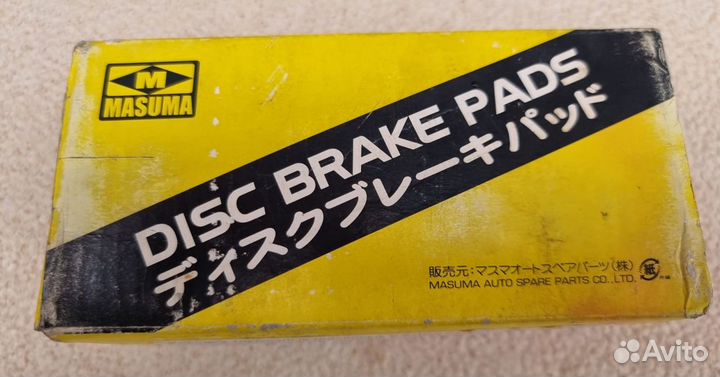 M
MASUMA
DISC BRAKE PADS
ディスクブレーキパッド
販売元:マスマオートスペアパーツ(株)
MASUMA AUTO SPARE PARTS CO.,LTD.
紙
Avito